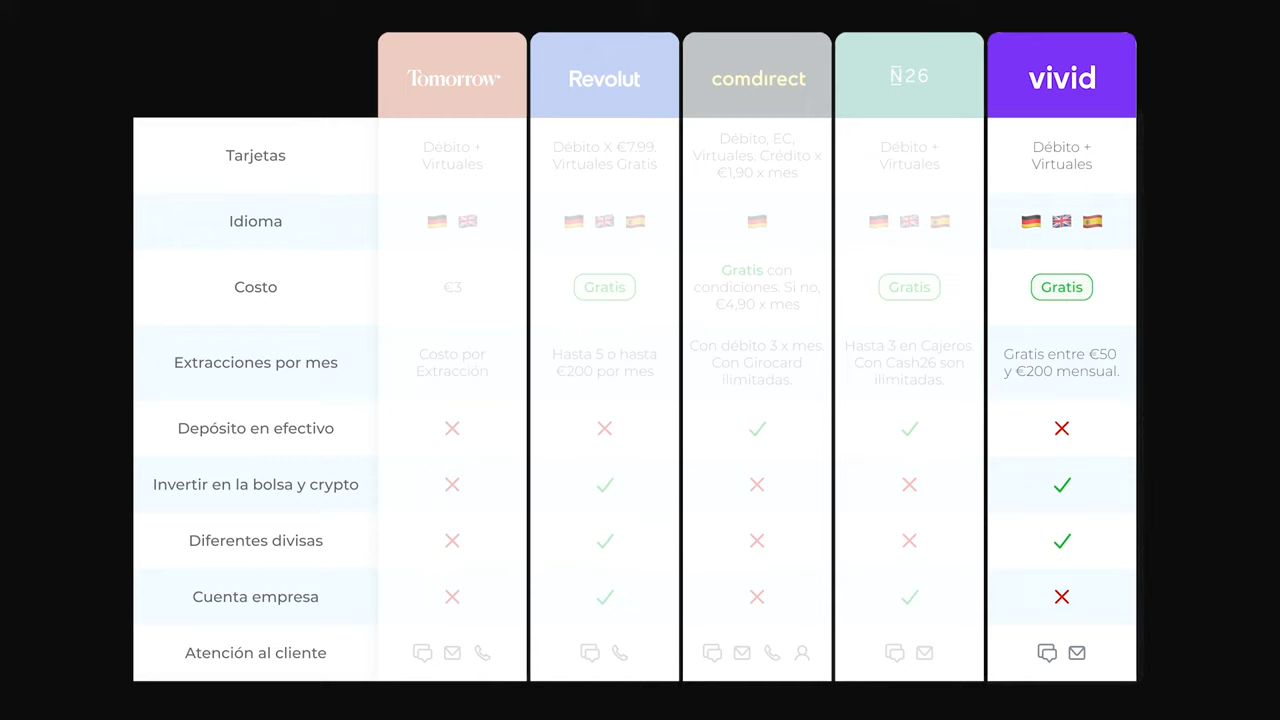 Tomorrow
Revolut
comdırect
N26
vivid
Tarjetas
Débito +
Virtuales
Débito X €7.99.
Virtuales Gratis
Débito, EC,
Virtuales. Crédito x
€1,90 x mes
Débito +
Virtuales
Débito +
Virtuales
Idioma
Costo
€3
Gratis
Gratis con
condiciones. Si no,
€4,90 x mes
Gratis
Gratis
Extracciones por mes
Costo por
Extracción
Hasta 5 o hasta
€200 por mes
Con débito 3 x mes.
Con Girocard
ilimitadas.
Hasta 3 en Cajeros.
Con Cash26 son
ilimitadas.
Gratis entre €50
y €200 mensual.
Depósito en efectivo
Invertir en la bolsa y crypto
Diferentes divisas
Cuenta empresa
Atención al cliente